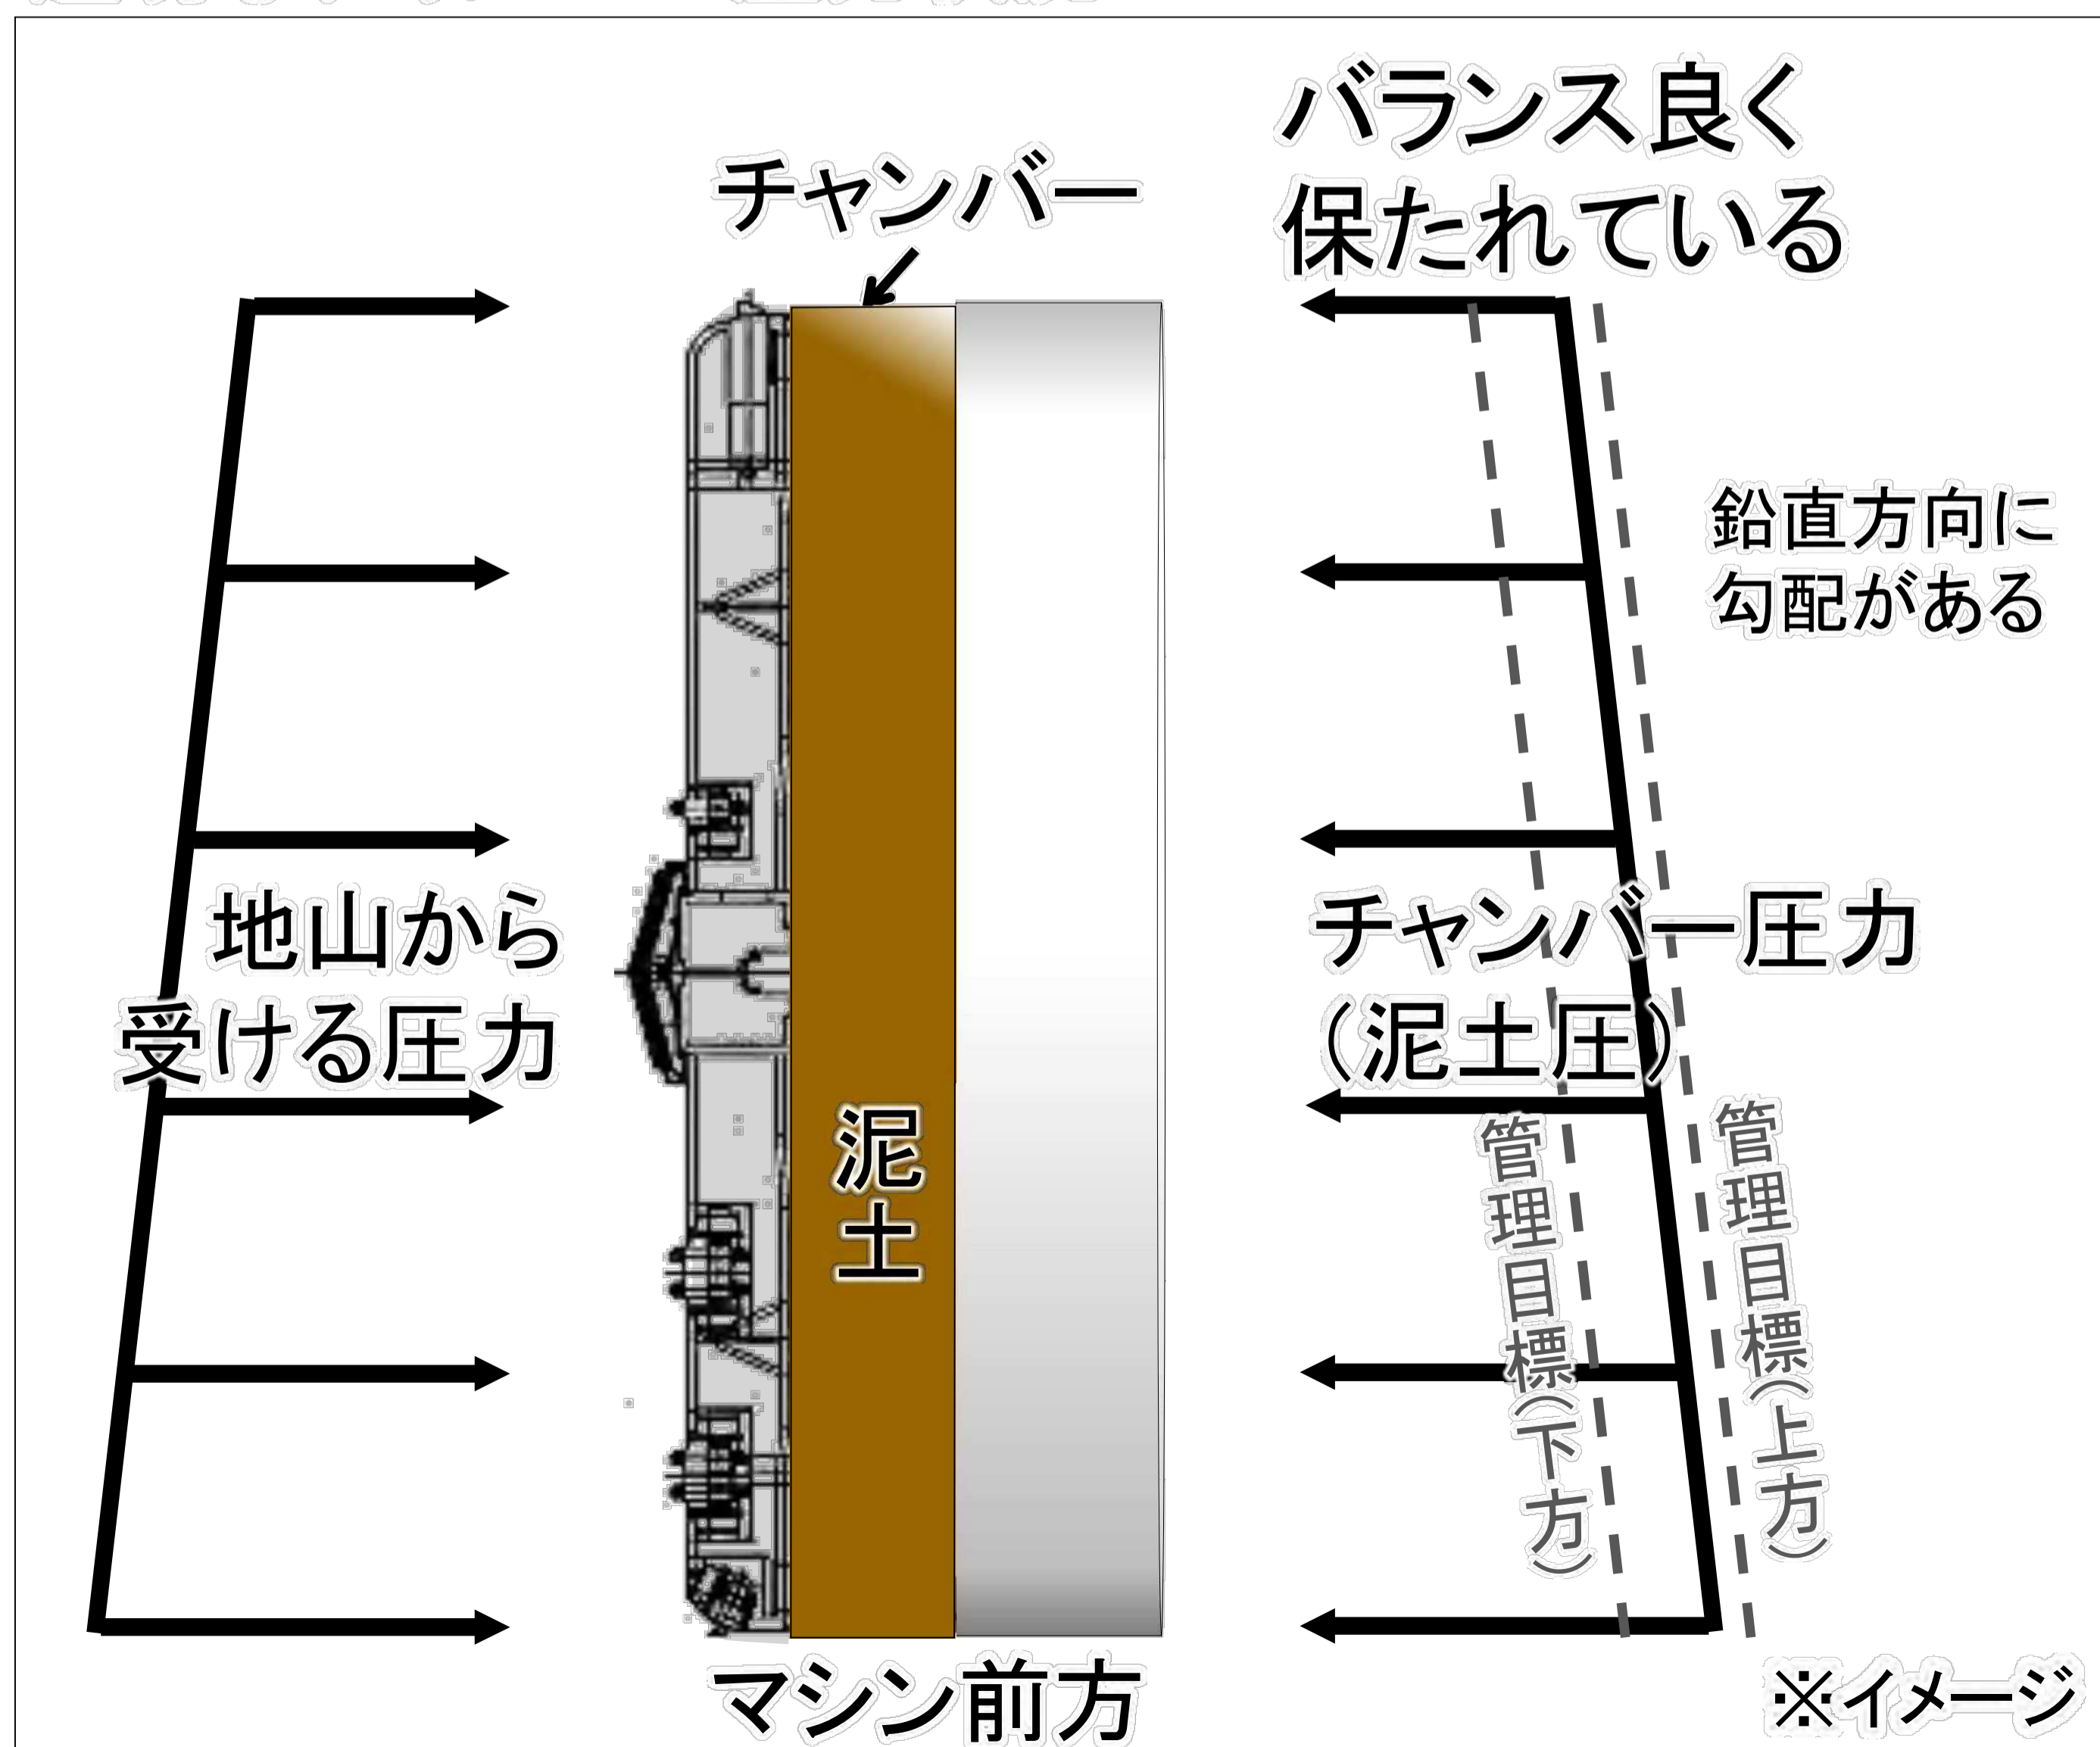 チャンバー
バランス良く
保たれている
鉛直方向に
勾配がある
地山から
受ける圧力
チャンバー圧力
（泥土圧）
泥土
管理目標（下方）
管理目標（上方）
マシン前方
※イメージ